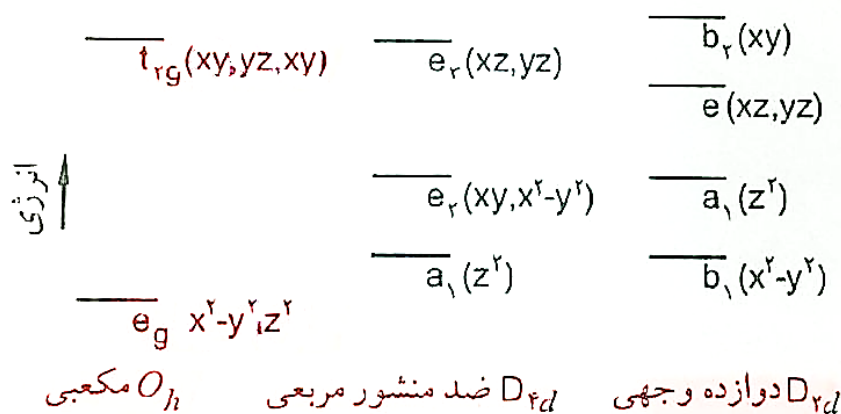 t₂g(xy,yz,xy)
e₃(xz,yz)
b₂(xy)
e(xz,yz)
انرژی
e₂(xy,x²-y²)
a₁(z²)
a₁(z²)
b₁(x²-y²)
e_g x²-y²,z²
O_h مکعبی
D₄d ضد منشور مربعی
D₂d دوازده وجهی